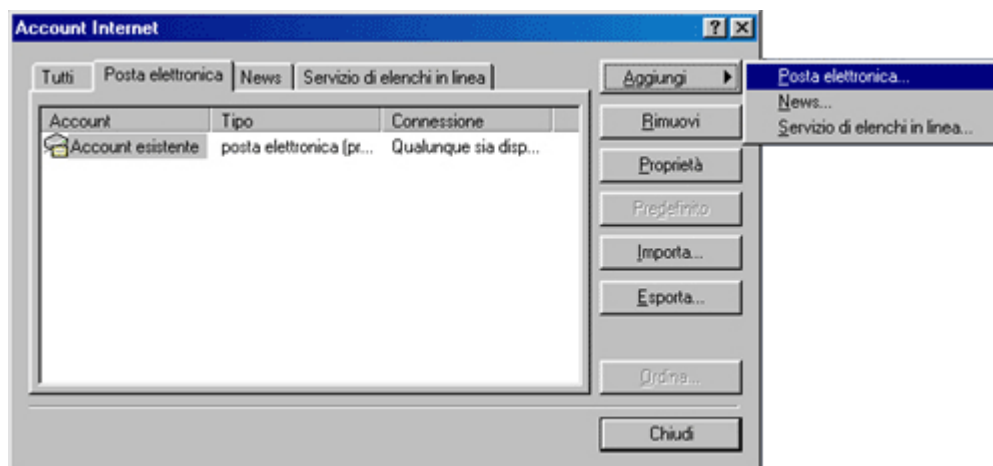 Account Internet
Tutti Posta elettronica News Servizio di elenchi in linea
Account Tipo Connessione
Account esistente posta elettronica (pr... Qualunque sia disp...
Aggiungi
Rimuovi
Proprietà
Predefinito
Importa...
Esporta...
Ordina...
Chiudi
Posta elettronica...
News...
Servizio di elenchi in linea...